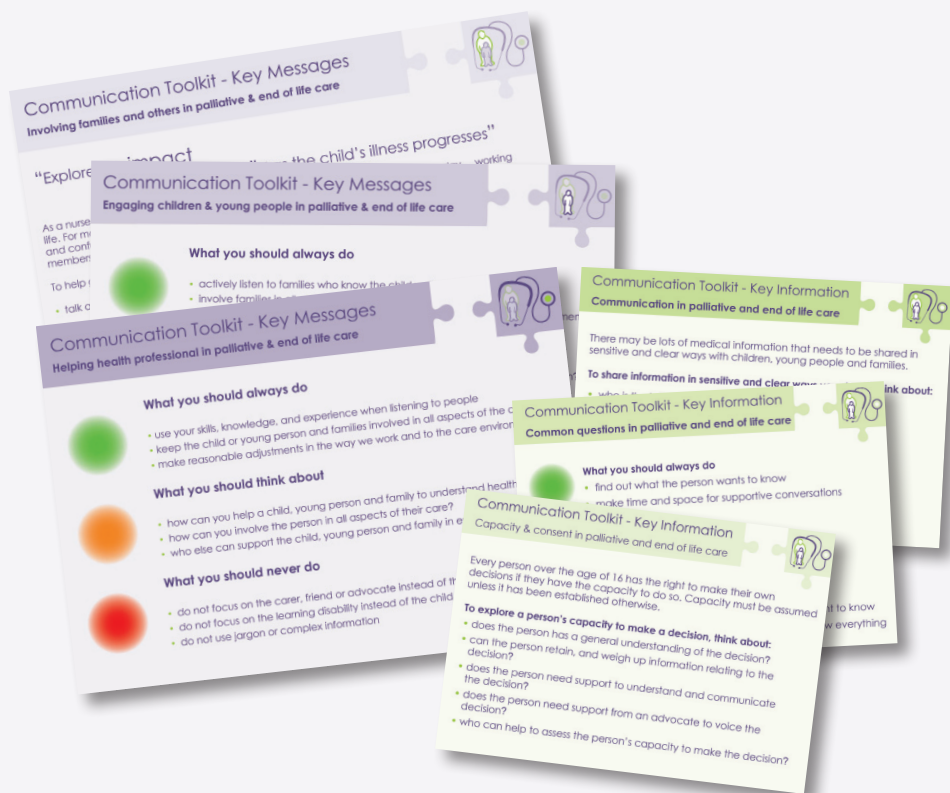 Communication Toolkit - Key Messages
Involving families and others in palliative & end of life care
"Explore impact
the child's illness progresses"
working
As a nurse
life. For
and
members
To help
• talk
Communication Toolkit - Key Messages
Engaging children & young people in palliative & end of life care
What you should always do
• actively listen to families who know the child
• involve families
Communication Toolkit - Key Messages
Helping health professional in palliative & end of life care
What you should always do
• use your skills, knowledge, and experience when listening to people
• keep the child or young person and families involved in all aspects of the
• make reasonable adjustments in the way we work and to the care
What you should think about
• how can you help a child, young person and family to understand health
• how can you involve the person in all aspects of their care?
• who else can support the child, young person and family in
What you should never do
• do not focus on the carer, friend or advocate instead of
• do not focus on the learning disability instead of the child
• do not use jargon or complex information
Communication Toolkit - Key Information
Communication in palliative and end of life care
There may be lots of medical information that needs to be shared in
sensitive and clear ways with children, young people and families.
To share information in sensitive and clear ways think about:
• who is
Communication Toolkit - Key Information
Common questions in palliative and end of life care
What you should always do
• find out what the person wants to know
• make time and space for supportive conversations
to know
everything
Communication Toolkit - Key Information
Capacity & consent in palliative and end of life care
Every person over the age of 16 has the right to make their own
decisions if they have the capacity to do so. Capacity must be assumed
unless it has been established otherwise.
To explore a person's capacity to make a decision, think about:
• does the person has a general understanding of the decision?
• can the person retain, and weigh up information relating to the
decision?
• does the person need support to understand and communicate
the decision?
• does the person need support from an advocate to voice the
decision?
• who can help to assess the person's capacity to make the decision?